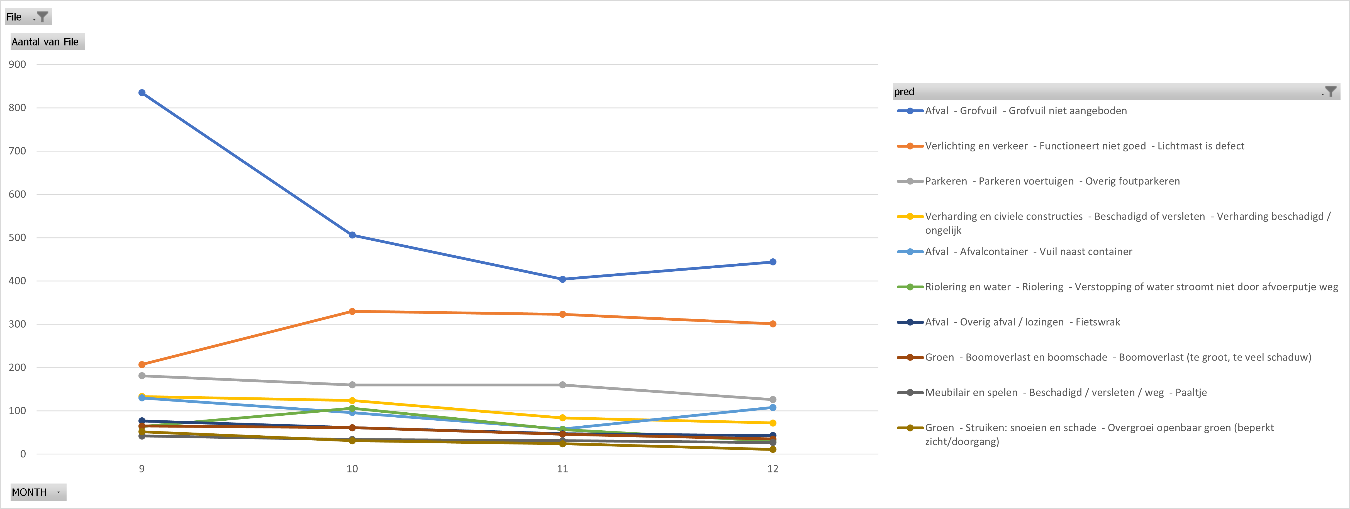 File
Aantal van File
900
800
700
600
500
400
300
200
100
0
9
10
11
12
MONTH
pred
Afval - Grofvuil - Grofvuil niet aangeboden
Verlichting en verkeer - Functioneert niet goed - Lichtmast is defect
Parkeren - Parkeren voertuigen - Overig foutparkeren
Verharding en civiele constructies - Beschadigd of versleten - Verharding beschadigd /
ongelijk
Afval - Afvalcontainer - Vuil naast container
Riolering en water - Riolering - Verstopping of water stroomt niet door afvoerputje weg
Afval - Overig afval / lozingen - Fietswrak
Groen - Boomoverlast en boomschade - Boomoverlast (te groot, te veel schaduw)
Meubilair en spelen - Beschadigd / versleten / weg - Paaltje
Groen - Struiken: snoeien en schade - Overgroei openbaar groen (beperkt
zicht/doorgang)